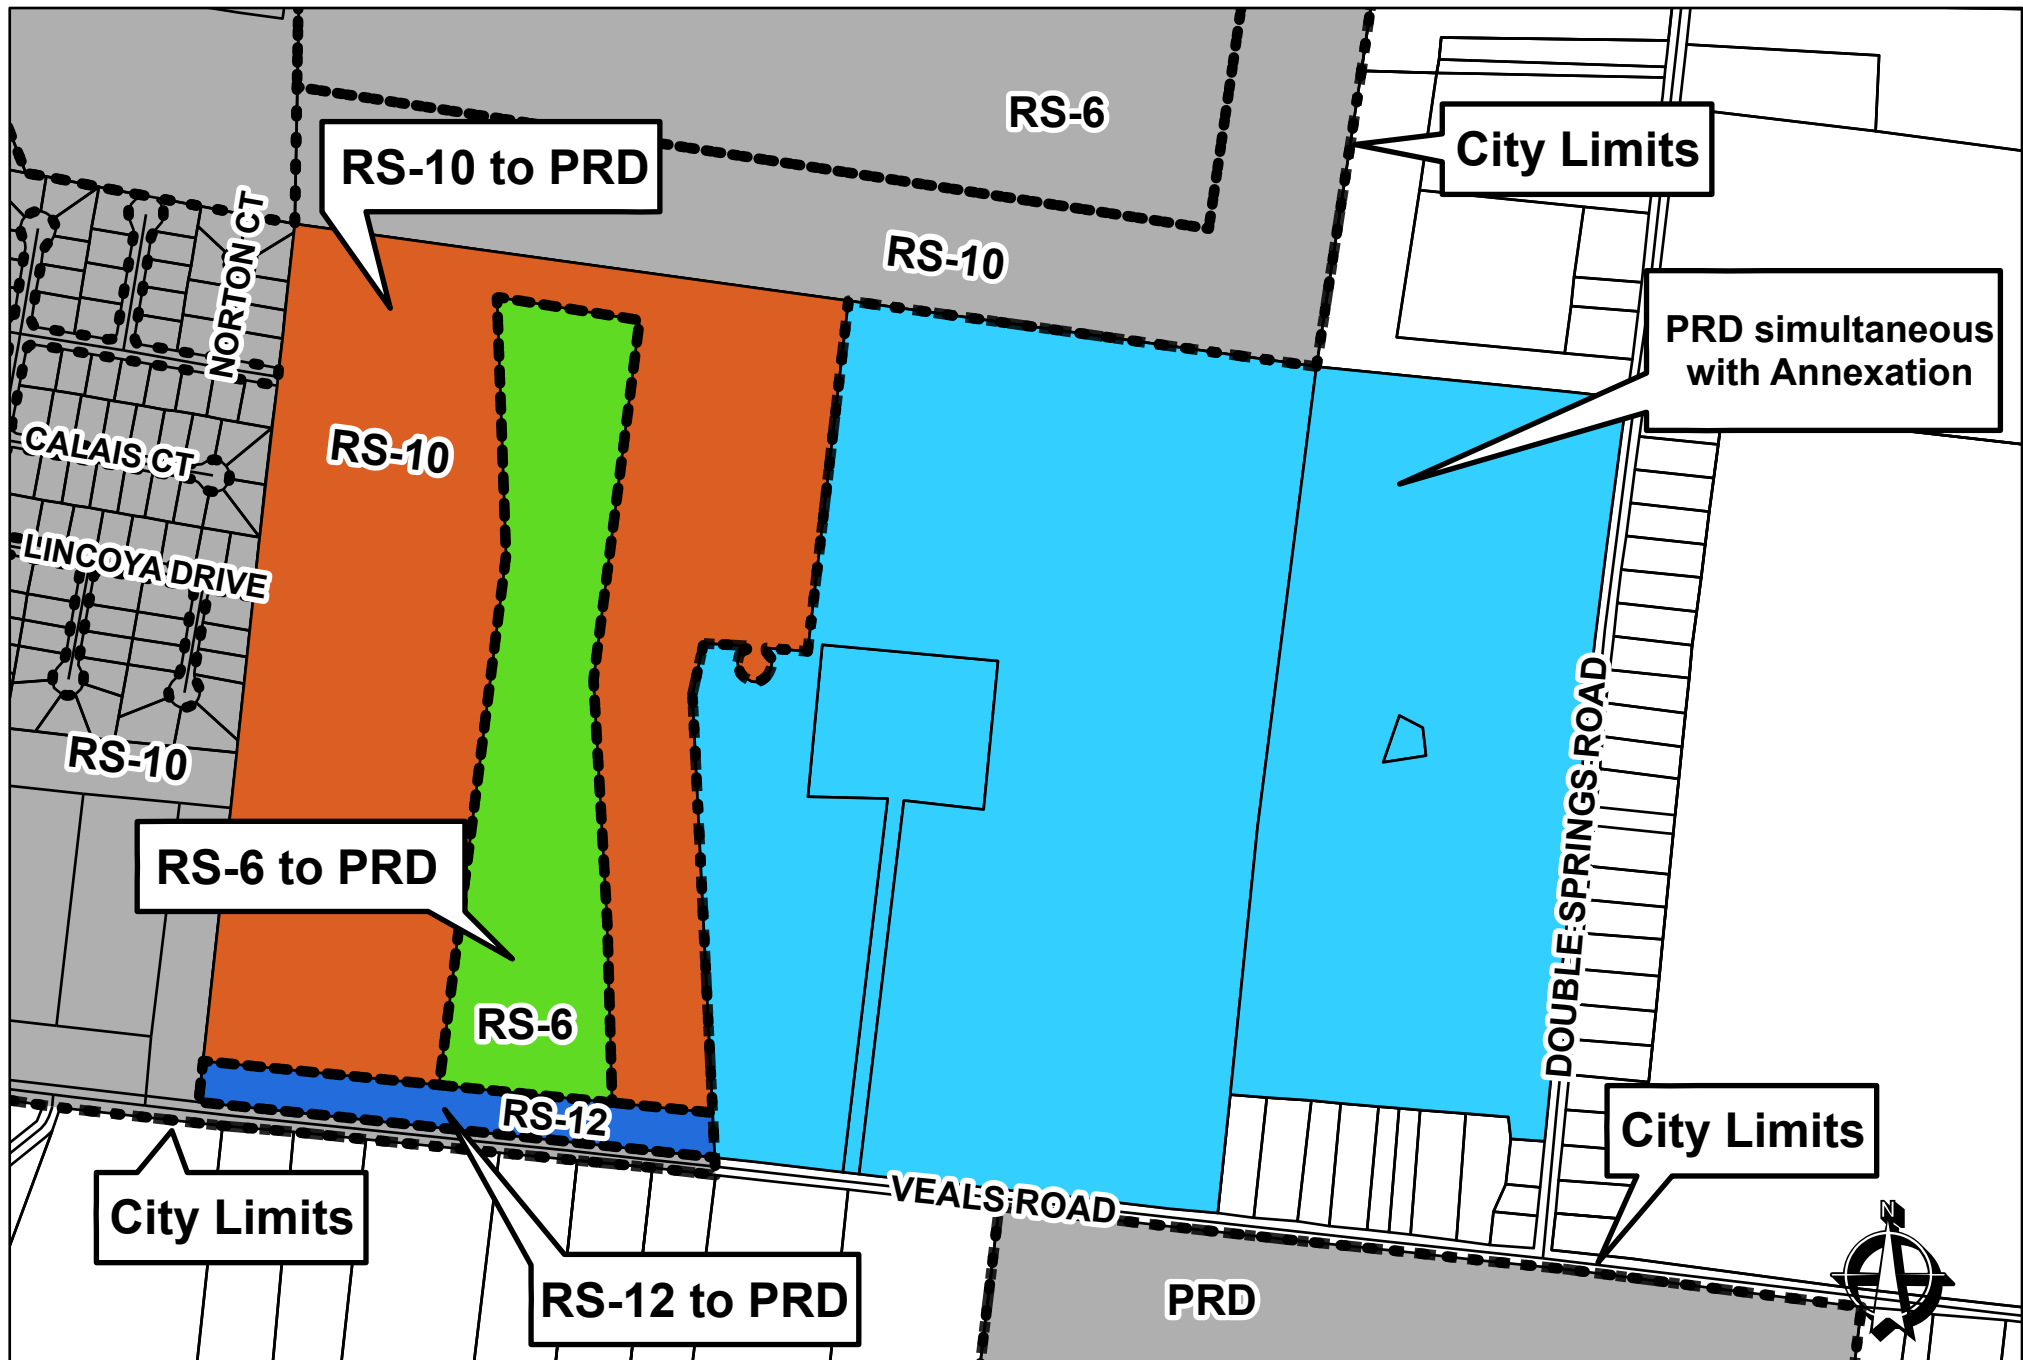 RS-6
City Limits
RS-10 to PRD
NORTON CT
RS-10
PRD simultaneous
with Annexation
RS-10
CALAIS CT
LINCOYA DRIVE
RS-10
DOUBLE SPRINGS ROAD
RS-6 to PRD
RS-6
RS-12
City Limits
City Limits
VEALS ROAD
RS-12 to PRD
PRD
N